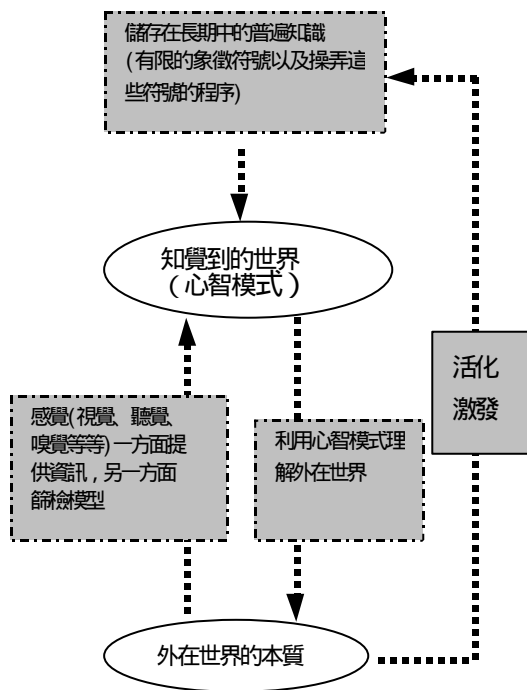 儲存在長期中的普遍知識
(有限的象徵符號以及操弄這
些符號的程序)
知覺到的世界
(心智模式)
活化
激發
感覺(視覺、聽覺、
嗅覺等等)一方面提
供資訊，另一方面
篩檢模型
利用心智模式理
解外在世界
外在世界的本質